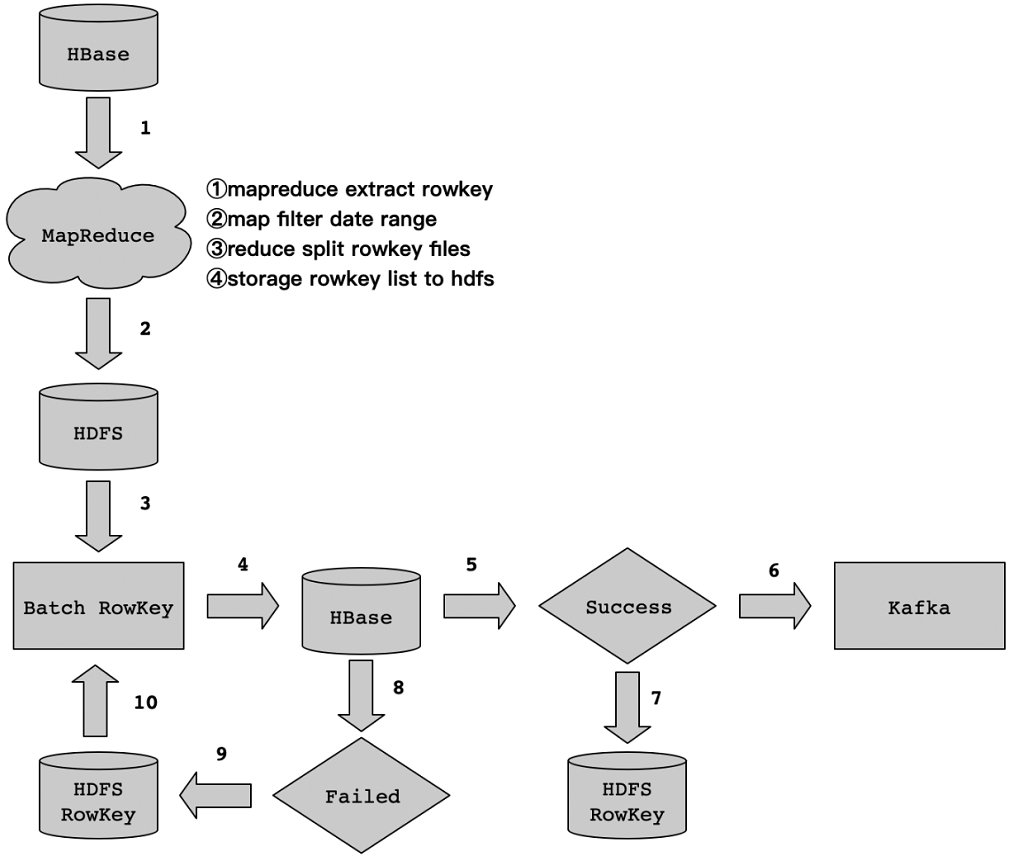 HBase
1
MapReduce
①mapreduce extract rowkey
②map filter date range
③reduce split rowkey files
④storage rowkey list to hdfs
2
HDFS
3
Batch RowKey
4
HBase
5
Success
6
Kafka
8
7
10
9
HDFS
RowKey
Failed
HDFS
RowKey